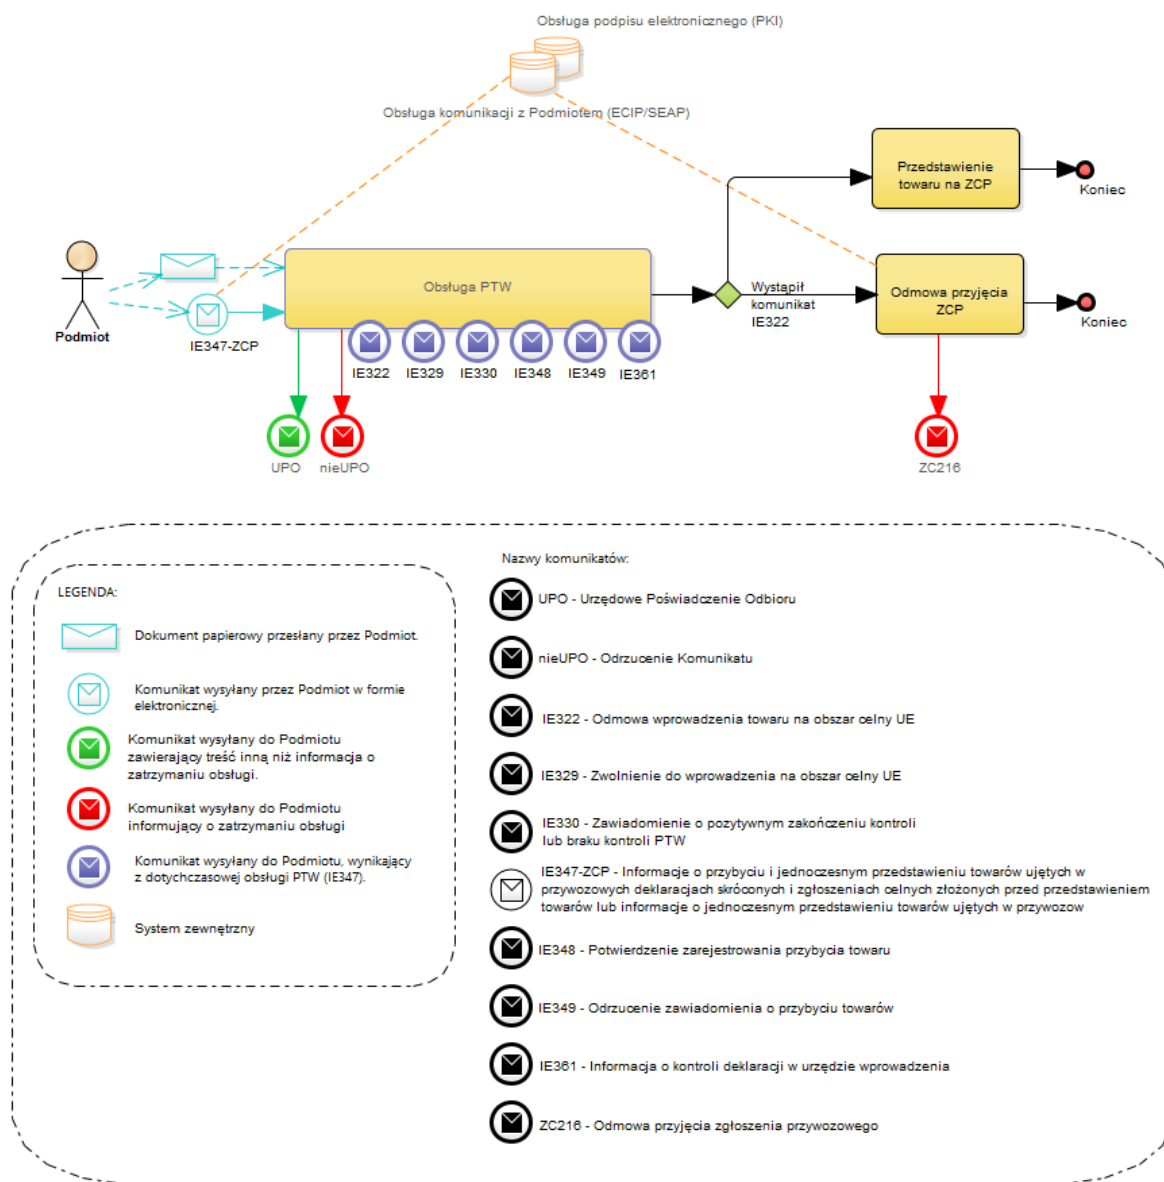 Obsługa podpisu elektronicznego (PKI)
Obsługa komunikacji z Podmiotem (ECIP/SEAP)
Przedstawienie
towaru na ZCP
Koniec
Podmiot
IE347-ZCP
Obsługa PTW
Wystąpił
komunikat
IE322
Odmowa przyjęcia
ZCP
Koniec
IE322
IE329
IE330
IE348
IE349
IE361
UPO
nieUPO
ZC216
LEGENDA:
Dokument papierowy przesłany przez Podmiot.
Komunikat wysyłany przez Podmiot w formie
elektronicznej.
Komunikat wysyłany do Podmiotu
zawierający treść inną niż informacja o
zatrzymaniu obsługi.
Komunikat wysyłany do Podmiotu
informujący o zatrzymaniu obsługi
Komunikat wysyłany do Podmiotu, wynikający
z dotychczasowej obsługi PTW (IE347).
System zewnętrzny
Nazwy komunikatów:
UPO - Urzędowe Poświadczenie Odbioru
nieUPO - Odrzucenie Komunikatu
IE322 - Odmowa wprowadzenia towaru na obszar celny UE
IE329 - Zwolnienie do wprowadzenia na obszar celny UE
IE330 - Zawiadomienie o pozytywnym zakończeniu kontroli
lub braku kontroli PTW
IE347-ZCP - Informacje o przybyciu i jednoczesnym przedstawieniu towarów ujętych w
przywozowych deklaracjach skróconych i zgłoszeniach celnych złożonych przed przedstawieniem
towarów lub informacje o jednoczesnym przedstawieniu towarów ujętych w przywozow
IE348 - Potwierdzenie zarejestrowania przybycia towaru
IE349 - Odrzucenie zawiadomienia o przybyciu towarów
IE361 - Informacja o kontroli deklaracji w urzędzie wprowadzenia
ZC216 - Odmowa przyjęcia zgłoszenia przywozowego